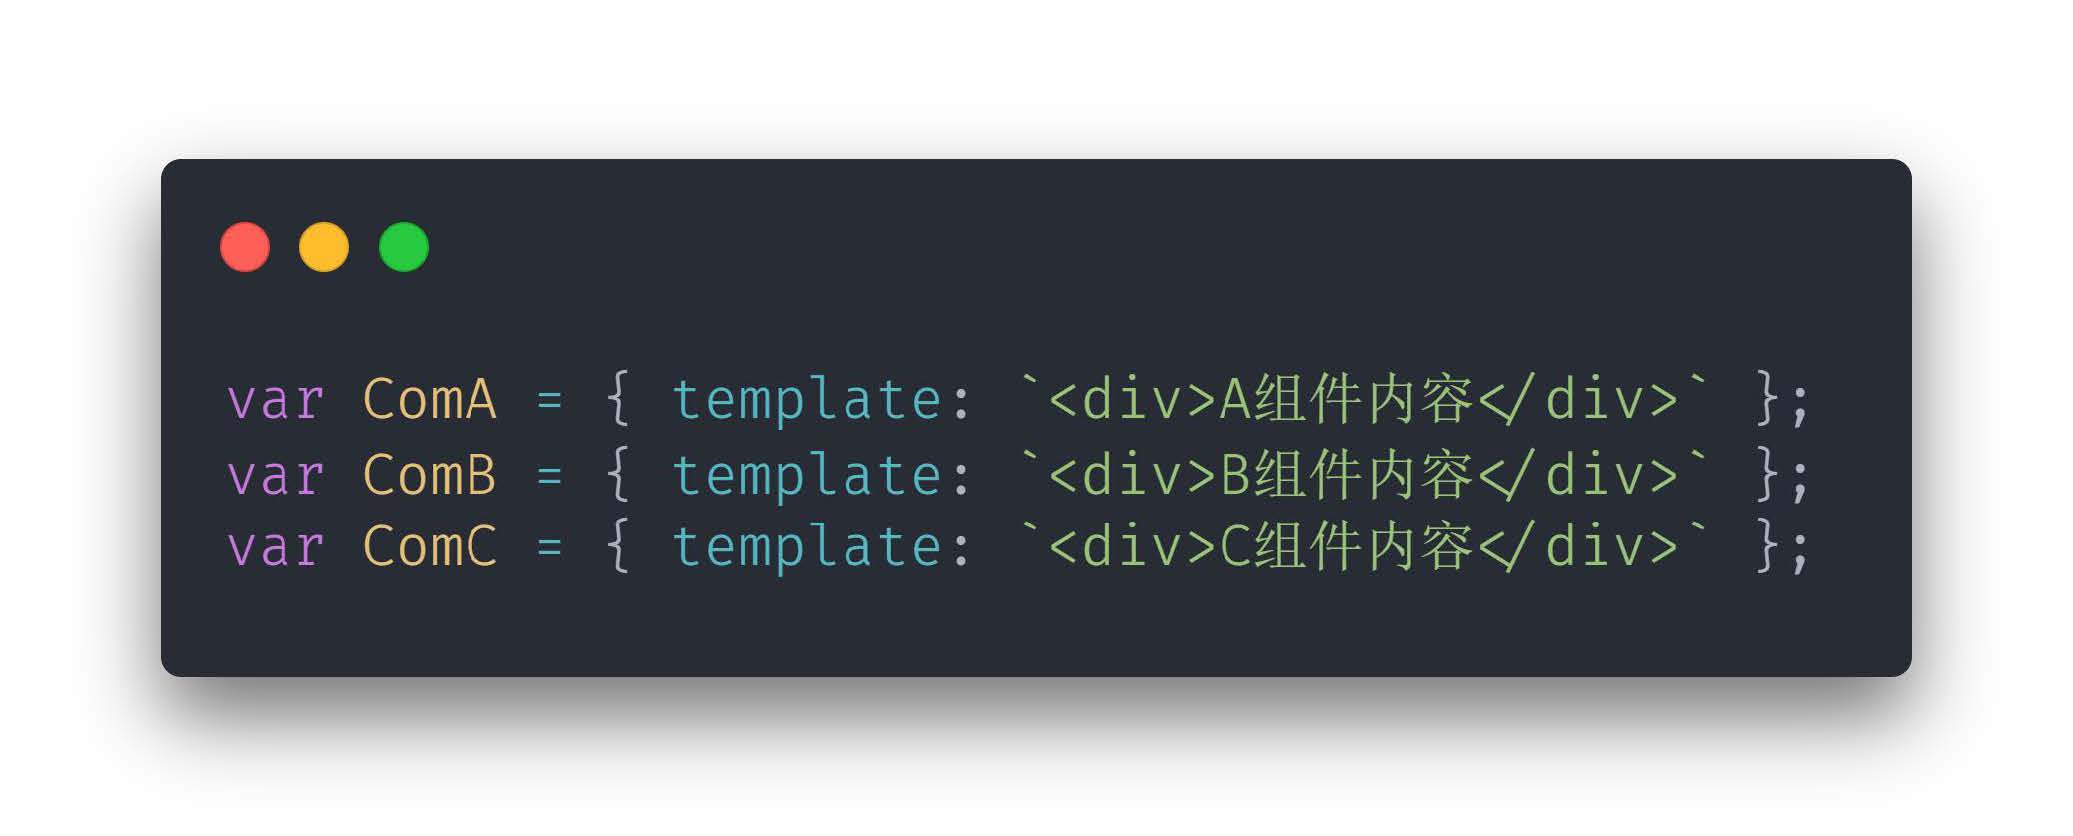 var ComA = { template: `<div>A组件内容</div>` };
var ComB = { template: `<div>B组件内容</div>` };
var ComC = { template: `<div>C组件内容</div>` };